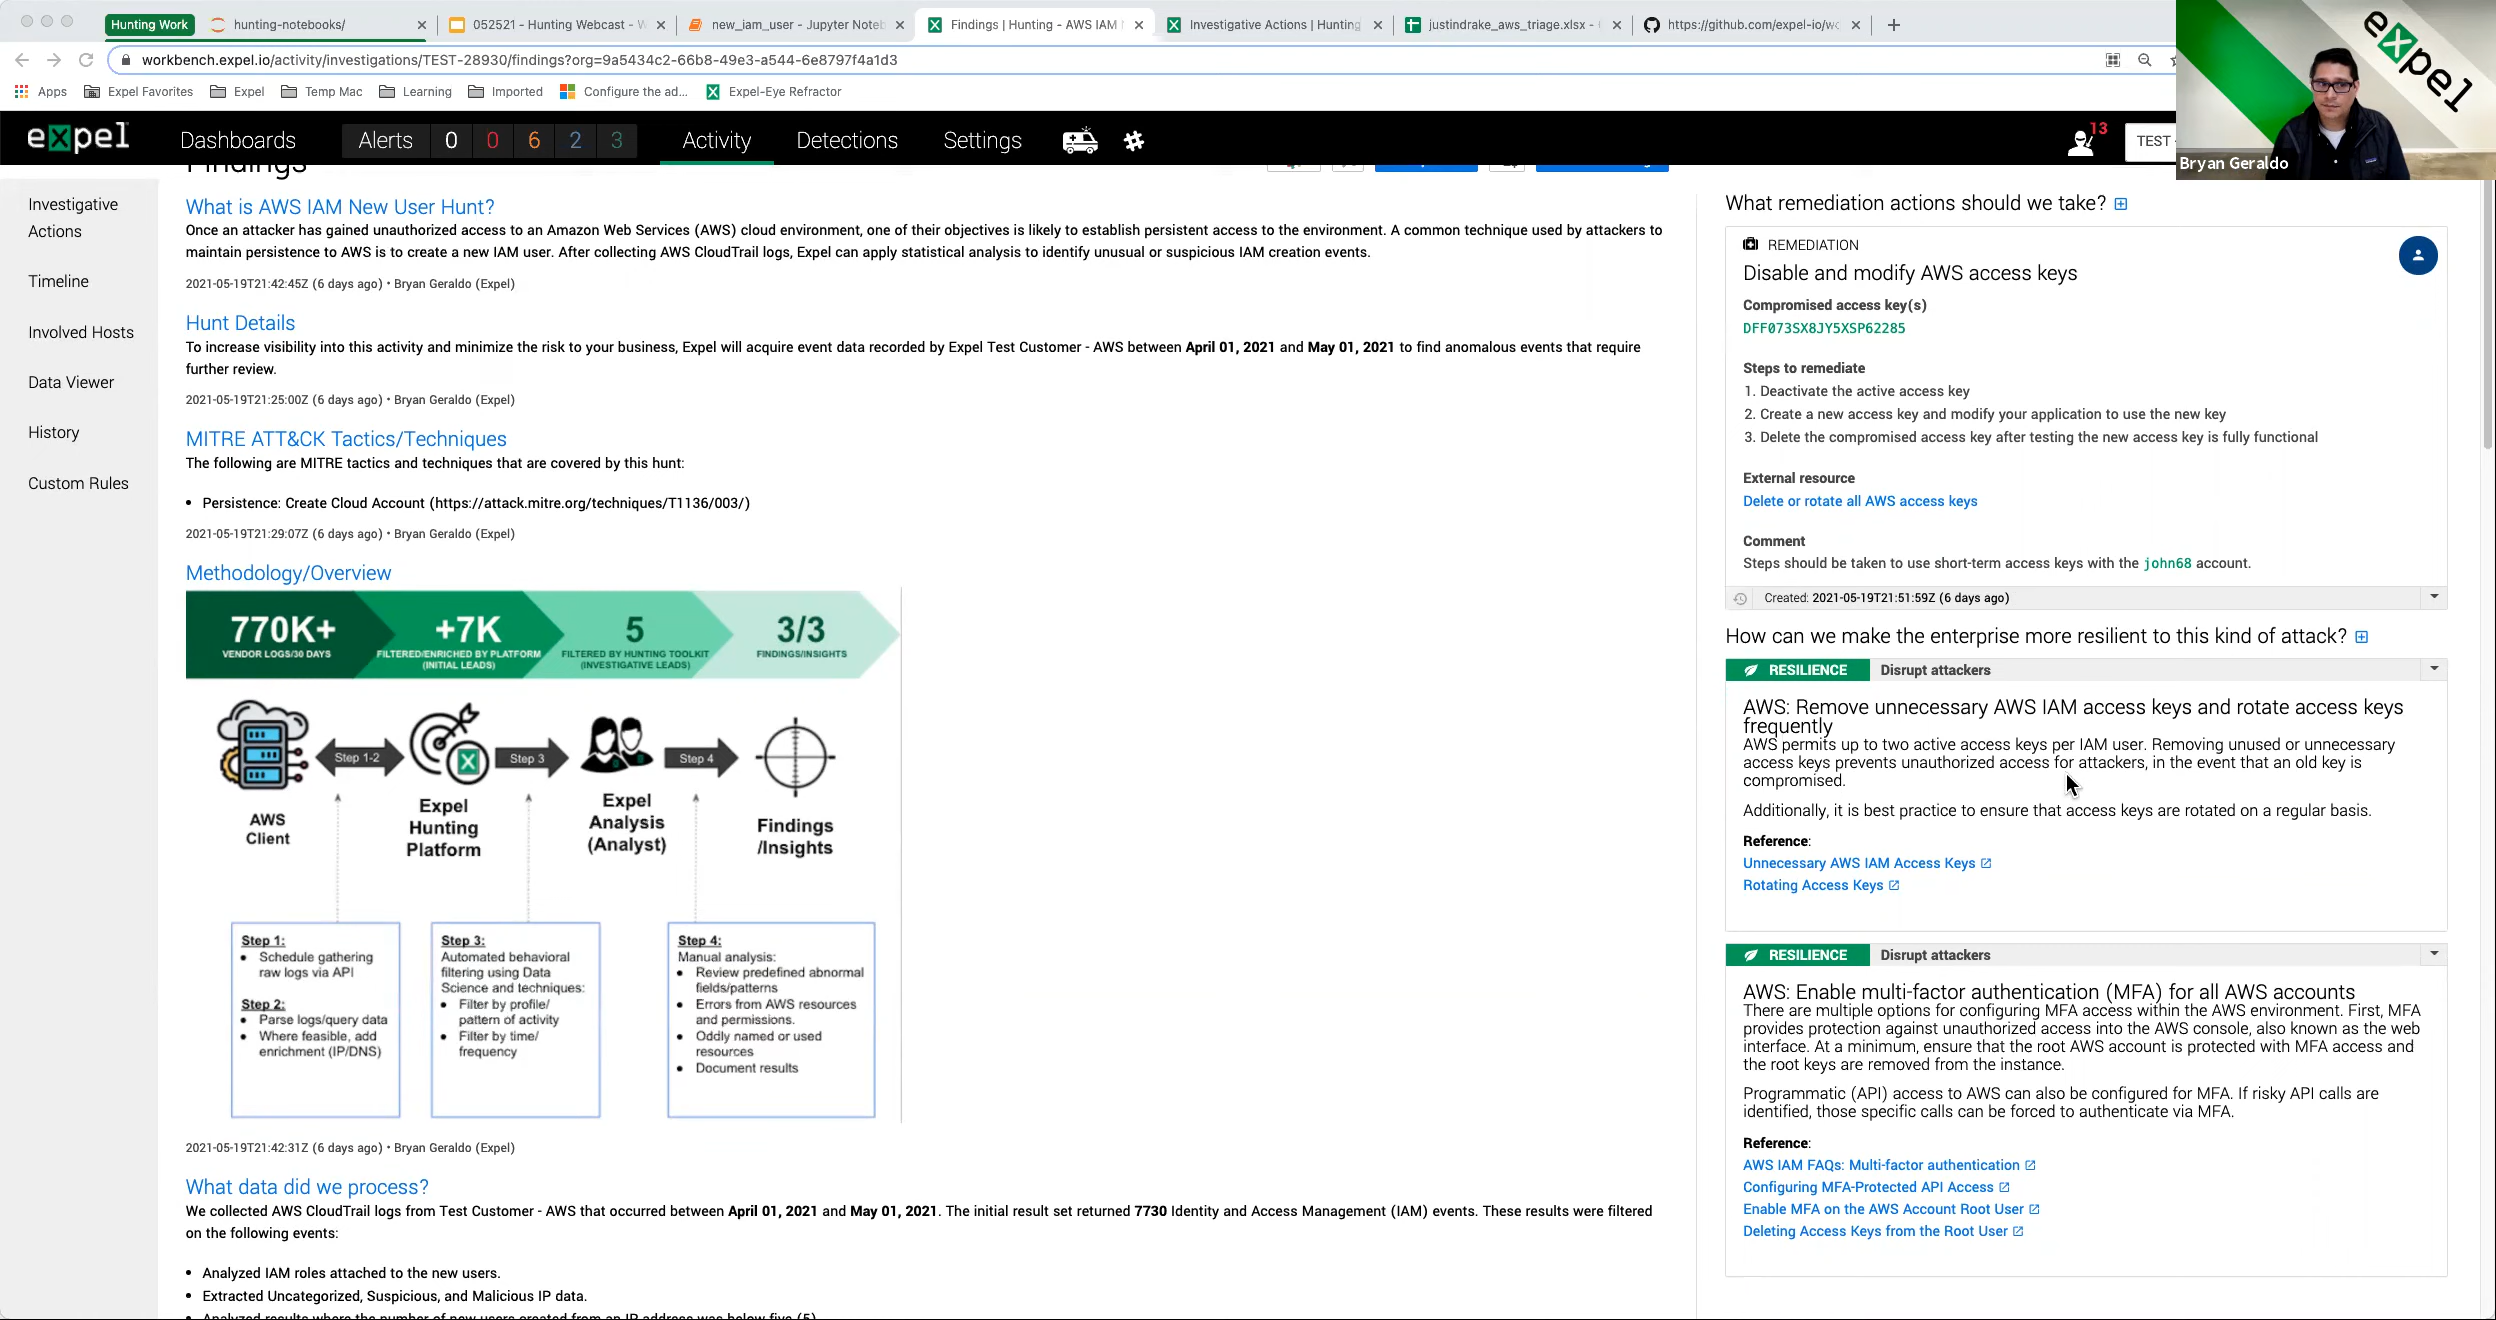 Hunting Work
hunting-notebooks/
052521 - Hunting Webcast - W
new_iam_user - Jupyter Noteb
Findings | Hunting - AWS IAM
Investigative Actions | Hunting
justindrake_aws_triage.xlsx -
https://github.com/expel-io/wo
workbench.expel.io/activity/investigations/TEST-28930/findings?org=9a5434c2-66b8-49e3-a544-6e8797f4a1d3
Apps
Expel Favorites
Expel
Temp Mac
Learning
Imported
Configure the ad...
Expel-Eye Refractor
expel
Bryan Geraldo
expel
Dashboards
Alerts
0
0
6
2
3
Activity
Detections
Settings
13
TEST
Findings
Investigative
Actions
Timeline
Involved Hosts
Data Viewer
History
Custom Rules
What is AWS IAM New User Hunt?
Once an attacker has gained unauthorized access to an Amazon Web Services (AWS) cloud environment, one of their objectives is likely to establish persistent access to the environment. A common technique used by attackers to
maintain persistence to AWS is to create a new IAM user. After collecting AWS CloudTrail logs, Expel can apply statistical analysis to identify unusual or suspicious IAM creation events.
2021-05-19T21:42:45Z (6 days ago) • Bryan Geraldo (Expel)
Hunt Details
To increase visibility into this activity and minimize the risk to your business, Expel will acquire event data recorded by Expel Test Customer - AWS between April 01, 2021 and May 01, 2021 to find anomalous events that require
further review.
2021-05-19T21:25:00Z (6 days ago) • Bryan Geraldo (Expel)
MITRE ATT&CK Tactics/Techniques
The following are MITRE tactics and techniques that are covered by this hunt:
• Persistence: Create Cloud Account (https://attack.mitre.org/techniques/T1136/003/)
2021-05-19T21:29:07Z (6 days ago) • Bryan Geraldo (Expel)
Methodology/Overview
770K+
VENDOR LOGS/30 DAYS
+7K
FILTERED/ENRICHED BY PLATFORM
(INITIAL LEADS)
5
FILTERED BY HUNTING TOOLKIT
(INVESTIGATIVE LEADS)
3/3
FINDINGS/INSIGHTS
Step 1-2
Step 3
Step 4
AWS
Client
Expel
Hunting
Platform
Expel
Analysis
(Analyst)
Findings
/Insights
Step 1:
• Schedule gathering
raw logs via API
Step 2:
• Parse logs/query data
• Where feasible, add
enrichment (IP/DNS)
Step 3:
Automated behavioral
filtering using Data
Science and techniques:
• Filter by profile/
pattern of activity
• Filter by time/
frequency
Step 4:
Manual analysis:
• Review predefined abnormal
fields/patterns
• Errors from AWS resources
and permissions.
• Oddly named or used
resources
• Document results
2021-05-19T21:42:31Z (6 days ago) • Bryan Geraldo (Expel)
What data did we process?
We collected AWS CloudTrail logs from Test Customer - AWS that occurred between April 01, 2021 and May 01, 2021. The initial result set returned 7730 Identity and Access Management (IAM) events. These results were filtered
on the following events:
• Analyzed IAM roles attached to the new users.
• Extracted Uncategorized, Suspicious, and Malicious IP data.
• Analyzed results where the number of new users created from an IP address was below five (5)
What remediation actions should we take?
REMEDIATION
Disable and modify AWS access keys
Compromised access key(s)
DFF073SX8JY5XSP62285
Steps to remediate
1. Deactivate the active access key
2. Create a new access key and modify your application to use the new key
3. Delete the compromised access key after testing the new access key is fully functional
External resource
Delete or rotate all AWS access keys
Comment
Steps should be taken to use short-term access keys with the john68 account.
Created: 2021-05-19T21:51:59Z (6 days ago)
How can we make the enterprise more resilient to this kind of attack?
RESILIENCE Disrupt attackers
AWS: Remove unnecessary AWS IAM access keys and rotate access keys
frequently
AWS permits up to two active access keys per IAM user. Removing unused or unnecessary
access keys prevents unauthorized access for attackers, in the event that an old key is
compromised.
Additionally, it is best practice to ensure that access keys are rotated on a regular basis.
Reference:
Unnecessary AWS IAM Access Keys
Rotating Access Keys
RESILIENCE Disrupt attackers
AWS: Enable multi-factor authentication (MFA) for all AWS accounts
There are multiple options for configuring MFA access within the AWS environment. First, MFA
provides protection against unauthorized access into the AWS console, also known as the web
interface. At a minimum, ensure that the root AWS account is protected with MFA access and
the root keys are removed from the instance.
Programmatic (API) access to AWS can also be configured for MFA. If risky API calls are
identified, those specific calls can be forced to authenticate via MFA.
Reference:
AWS IAM FAQs: Multi-factor authentication
Configuring MFA-Protected API Access
Enable MFA on the AWS Account Root User
Deleting Access Keys from the Root User